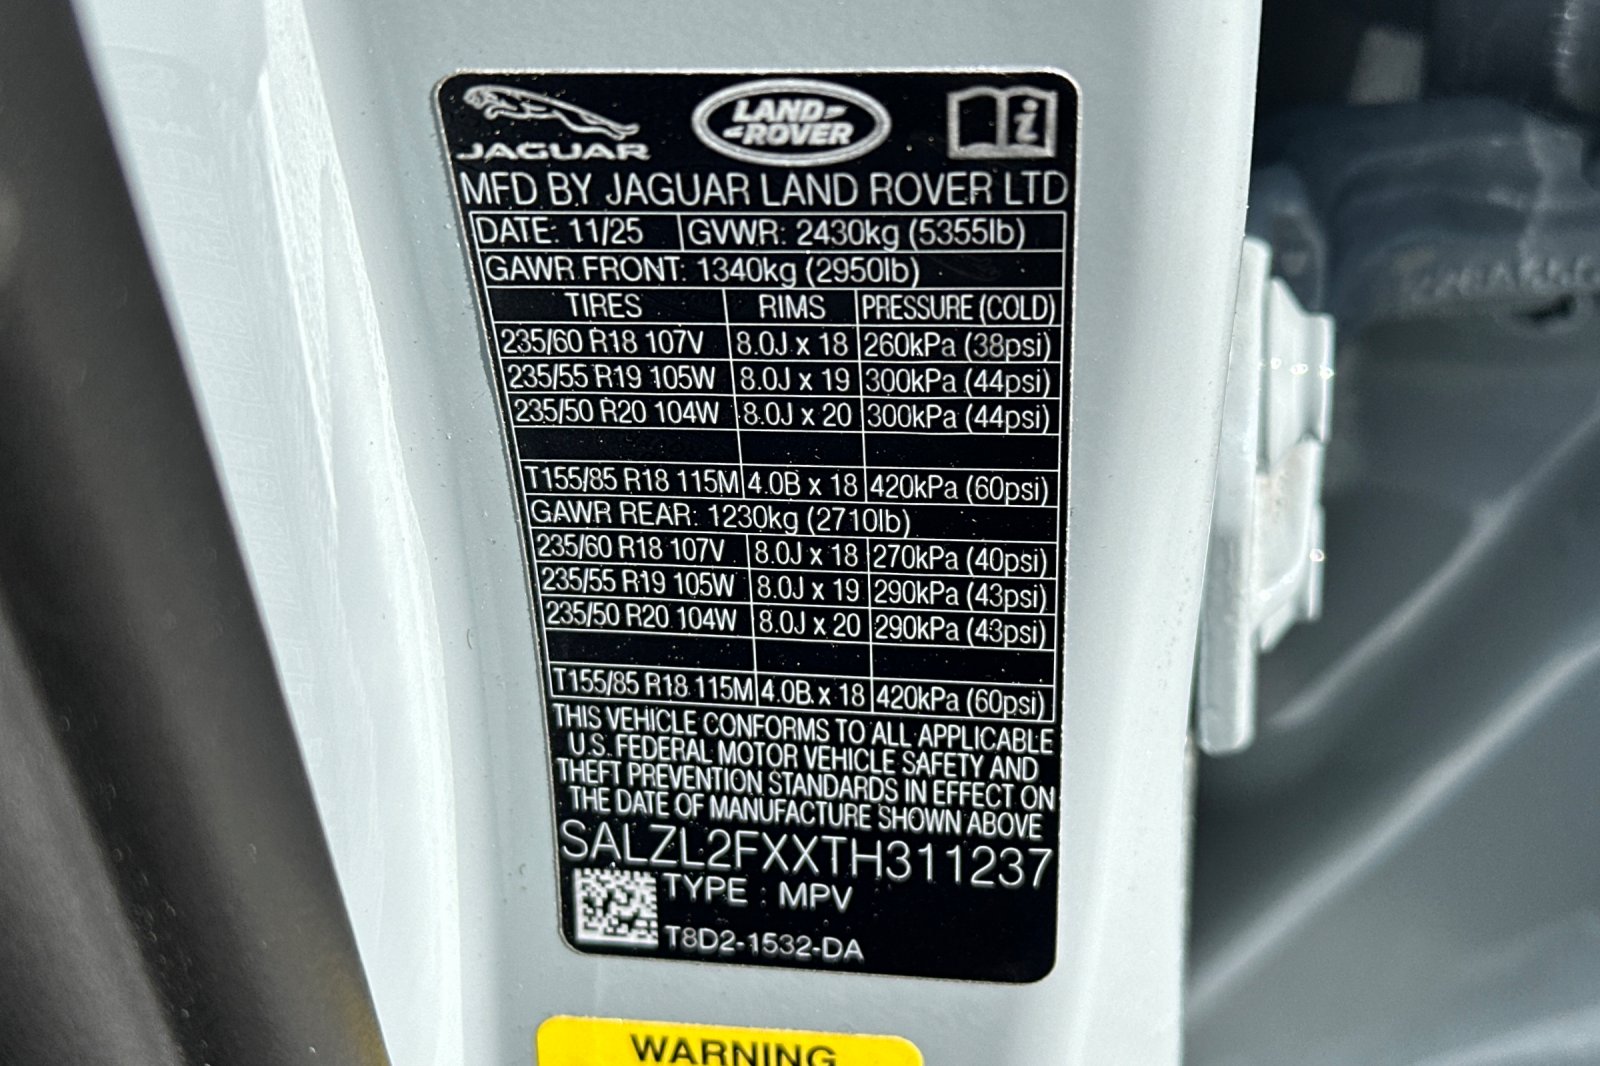 JAGUAR LAND ROVER i
MFD BY JAGUAR LAND ROVER LTD
DATE: 11/25 GVWR: 2430kg (5355lb)
GAWR FRONT: 1340kg (2950lb)
TIRES RIMS PRESSURE (COLD)
235/60 R18 107V 8.0J x 18 260kPa (38psi)
235/55 R19 105W 8.0J x 19 300kPa (44psi)
235/50 R20 104W 8.0J x 20 300kPa (44psi)
T155/85 R18 115M 4.0B x 18 420kPa (60psi)
GAWR REAR: 1230kg (2710lb)
235/60 R18 107V 8.0J x 18 270kPa (40psi)
235/55 R19 105W 8.0J x 19 290kPa (43psi)
235/50 R20 104W 8.0J x 20 290kPa (43psi)
T155/85 R18 115M 4.0B x 18 420kPa (60psi)
THIS VEHICLE CONFORMS TO ALL APPLICABLE
U.S. FEDERAL MOTOR VEHICLE SAFETY AND
THEFT PREVENTION STANDARDS IN EFFECT ON
THE DATE OF MANUFACTURE SHOWN ABOVE
SALZL2FXXTH311237
TYPE : MPV
T8D2-1532-DA
WARNING